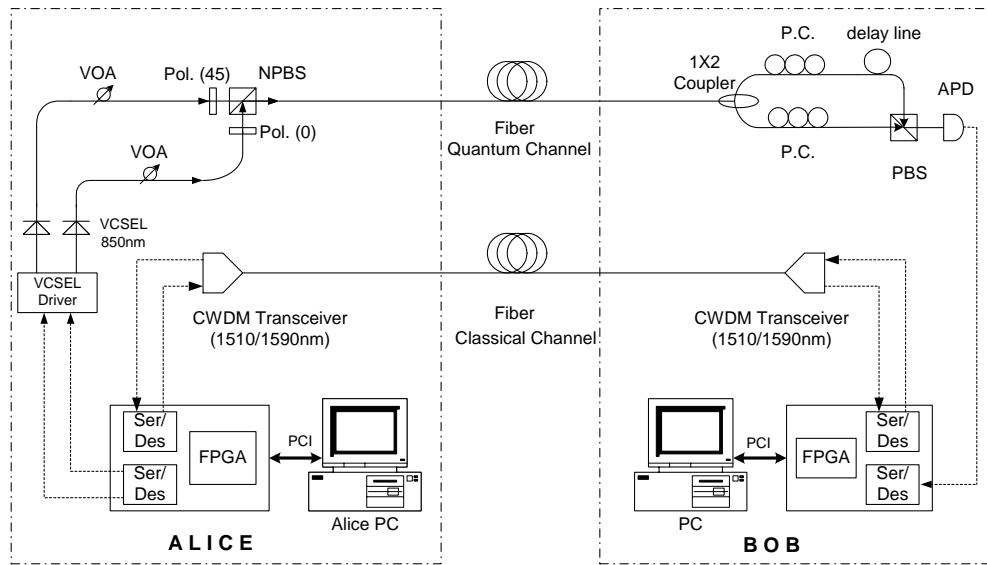 VOA
Pol. (45)
NPBS
Pol. (0)
VOA
VCSEL
850nm
VCSEL
Driver
CWDM Transceiver
(1510/1590nm)
Ser/
Des
Ser/
Des
FPGA
PCI
Alice PC
A L I C E
Fiber
Quantum Channel
Fiber
Classical Channel
P.C.
delay line
1X2
Coupler
APD
P.C.
PBS
CWDM Transceiver
(1510/1590nm)
PCI
FPGA
Ser/
Des
Ser/
Des
PC
B O B